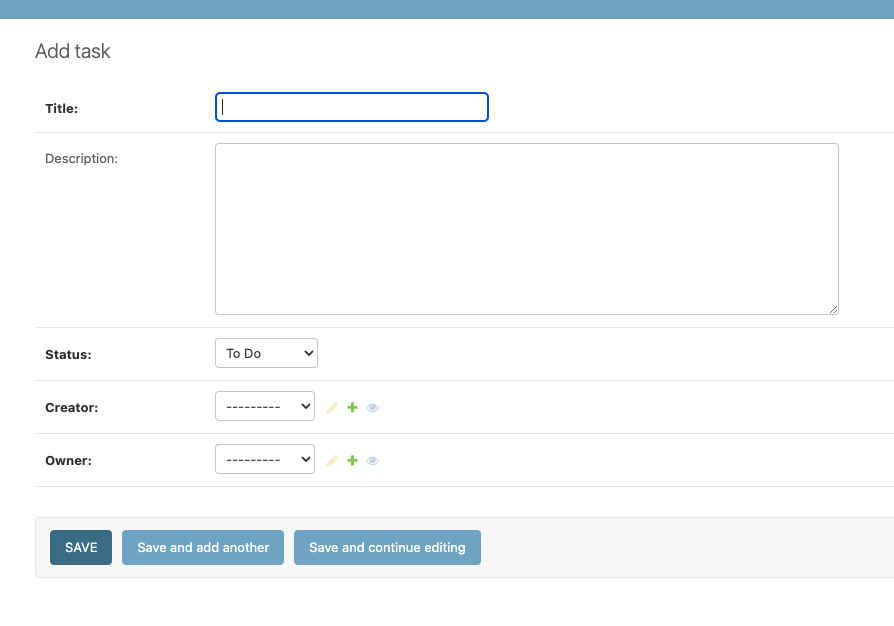 Add task
Title:
Description:
Status:
To Do
Creator:
---------
Owner:
---------
SAVE
Save and add another
Save and continue editing